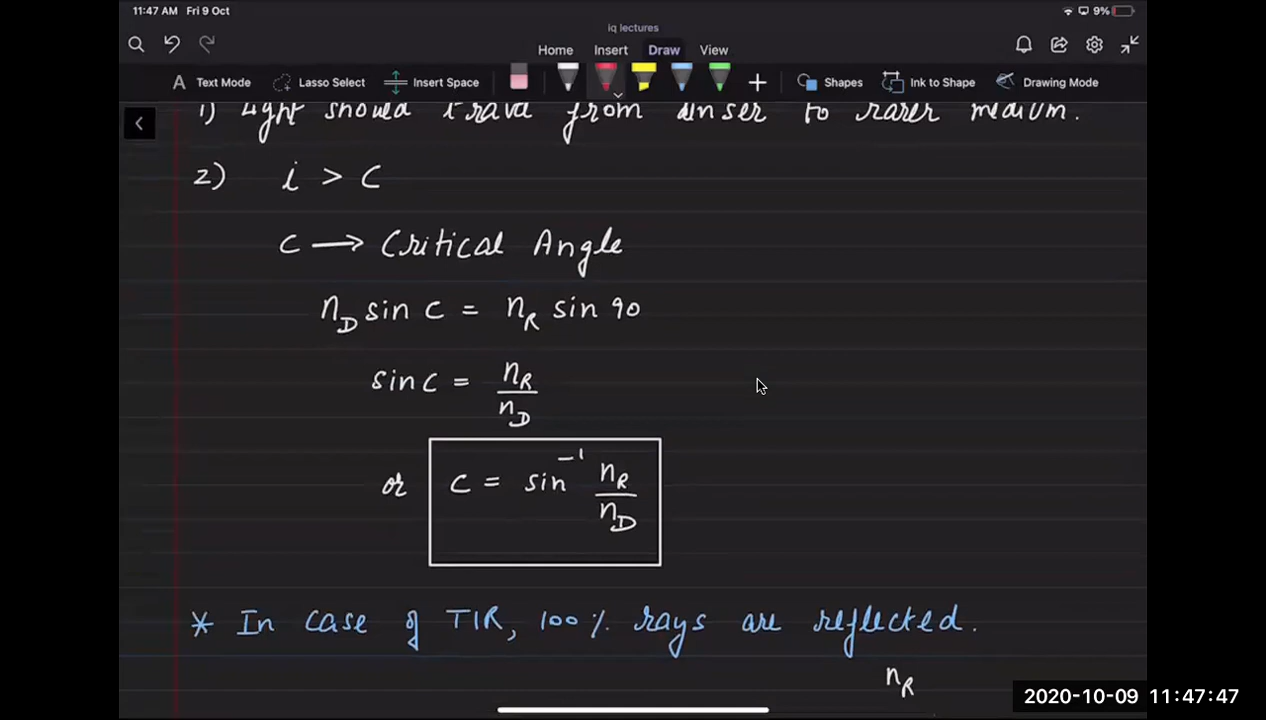 11:47 AM Fri 9 Oct
9%
iq lectures
Home Insert Draw View
Text Mode Lasso Select Insert Space Shapes Ink to Shape Drawing Mode
1) Light should travel from denser to rarer medium.
2) i > C
C → Critical Angle
n_D sin C = n_R sin 90
sin C = n_R / n_D
or C = sin⁻¹ n_R / n_D
* In case of TIR, 100% rays are reflected.
n_R
2020-10-09 11:47:47